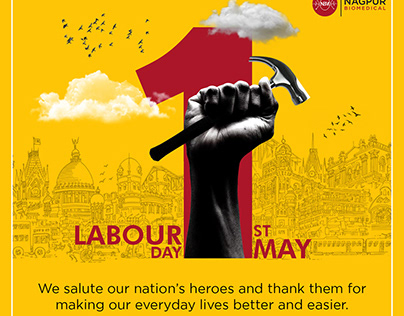 NAGPUR
BIOMEDICAL
1
LABOUR ST
DAY MAY
We salute our nation's heroes and thank them for
making our everyday lives better and easier.